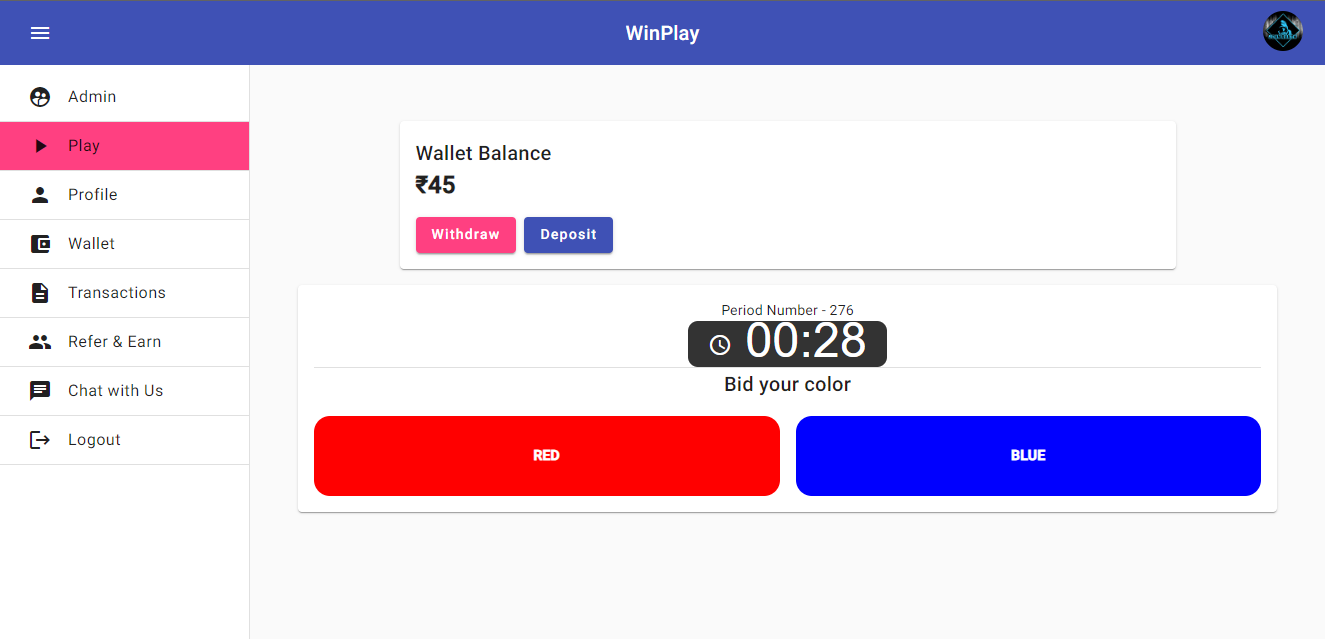 WinPlay
Admin
Play
Profile
Wallet
Transactions
Refer & Earn
Chat with Us
Logout
Wallet Balance
₹45
Withdraw Deposit
Period Number - 276
00:28
Bid your color
RED BLUE